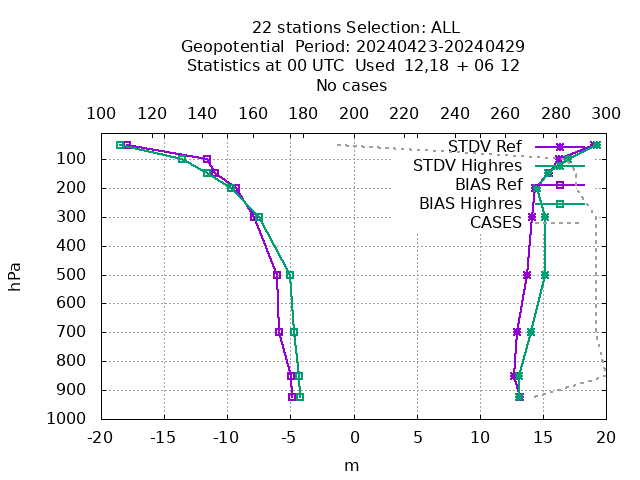 22 stations Selection: ALL
Geopotential  Period: 20240423-20240429
Statistics at 00 UTC  Used  12,18 + 06 12
No cases
100 120 140 160 180 200 220 240 260 280 300
STDV Ref
STDV Highres
BIAS Ref
BIAS Highres
CASES
100
200
300
400
500
600
700
800
900
1000
hPa
-20 -15 -10 -5 0 5 10 15 20
m